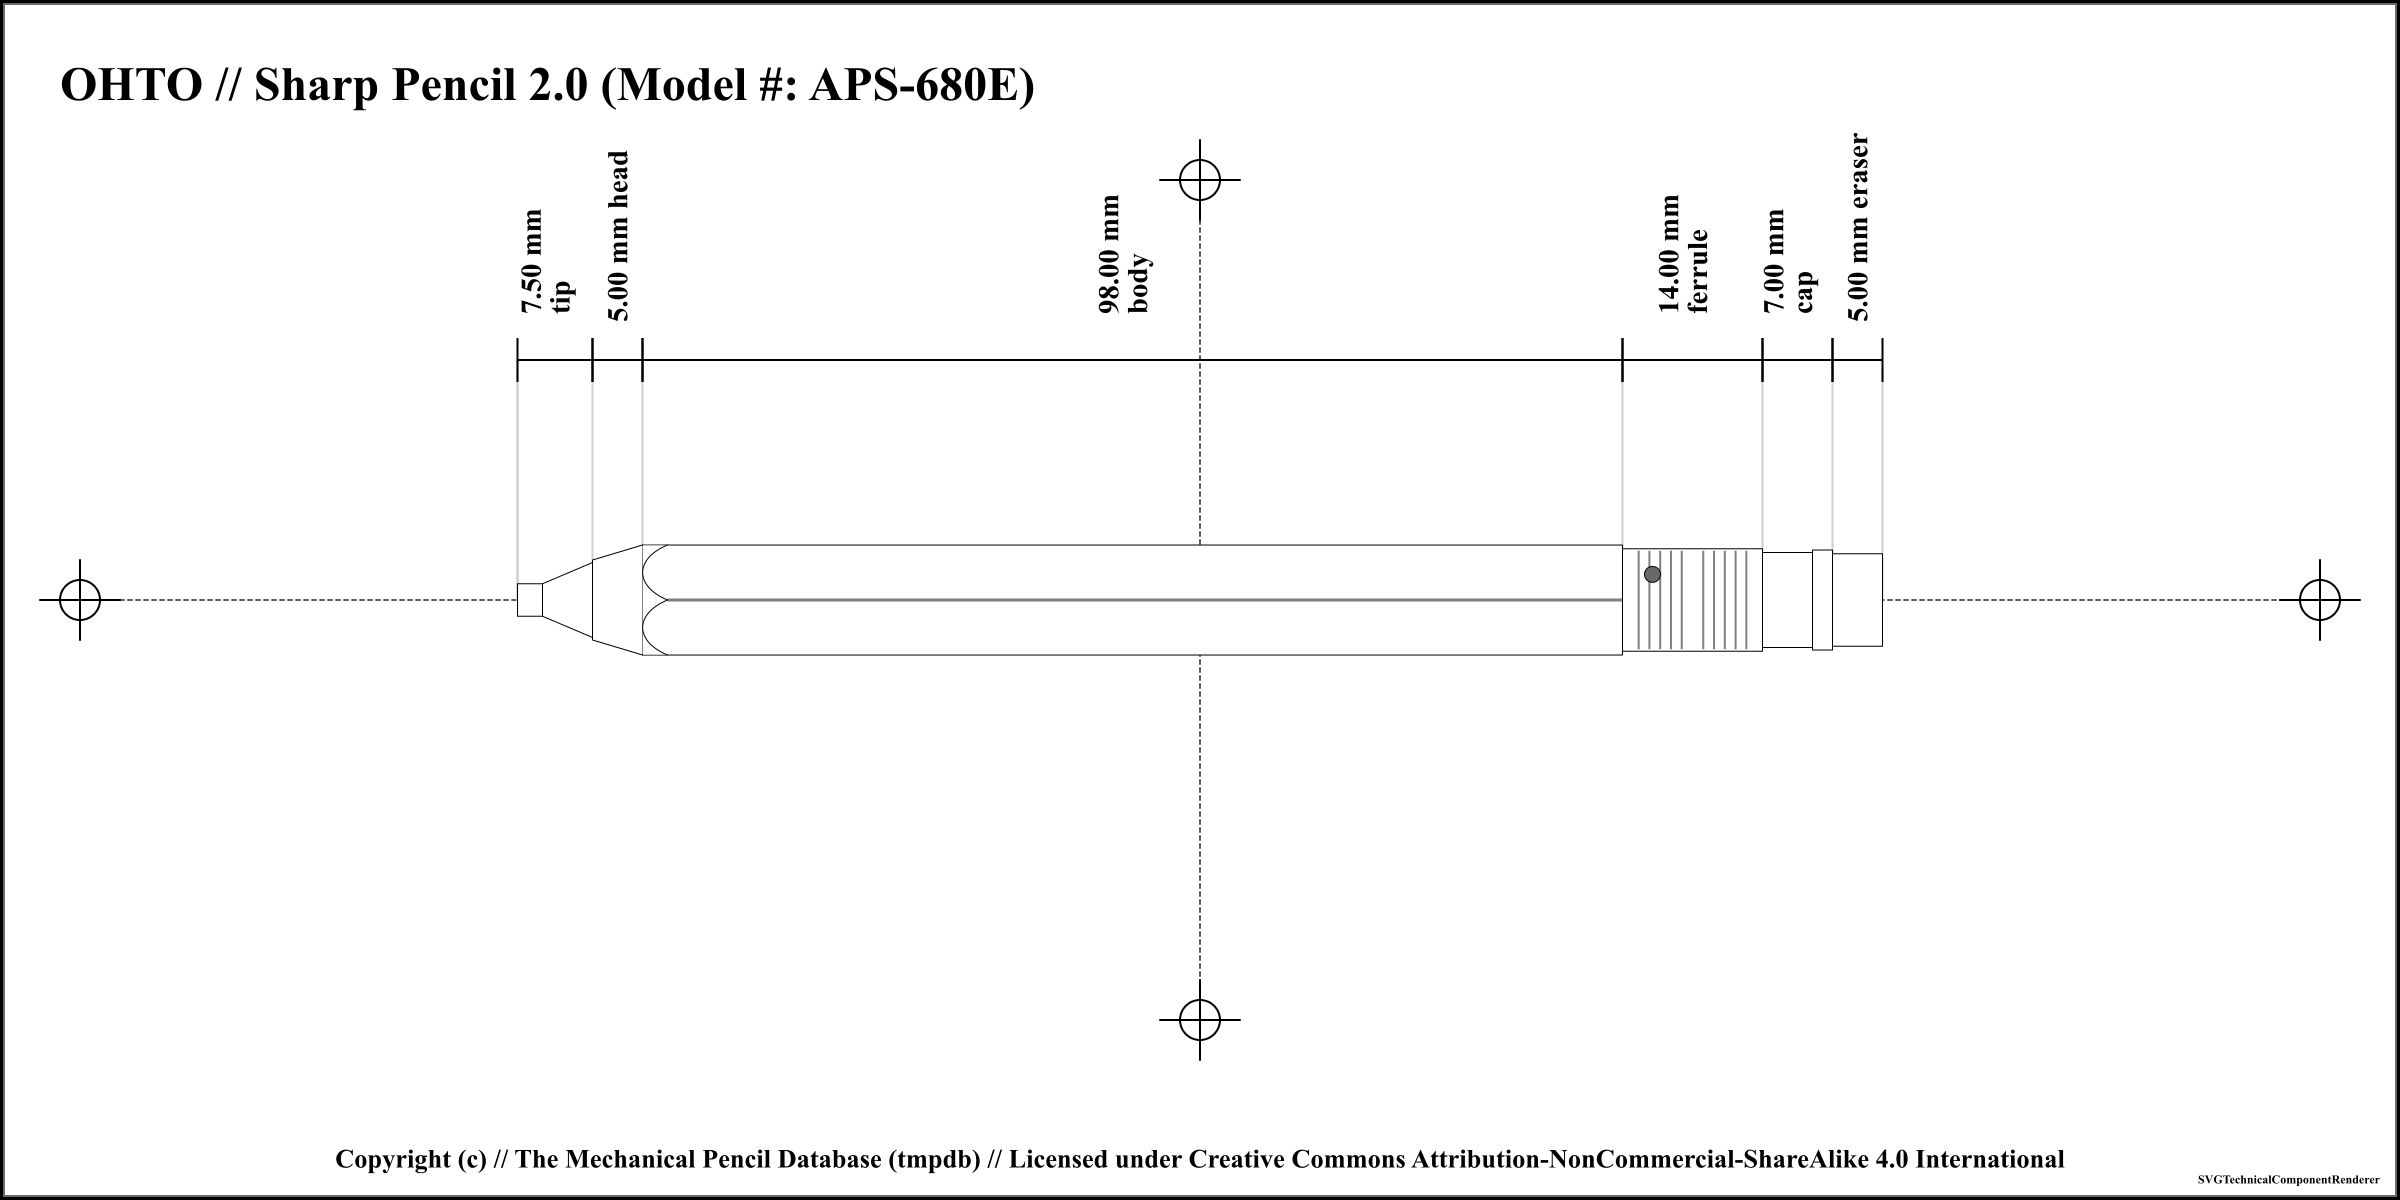 OHTO // Sharp Pencil 2.0 (Model #: APS-680E)
7.50 mm
tip
5.00 mm head
98.00 mm
body
14.00 mm
ferrule
7.00 mm
cap
5.00 mm eraser
Copyright (c) // The Mechanical Pencil Database (tmpdb) // Licensed under Creative Commons Attribution-NonCommercial-ShareAlike 4.0 International
SVGTechnicalComponentRenderer